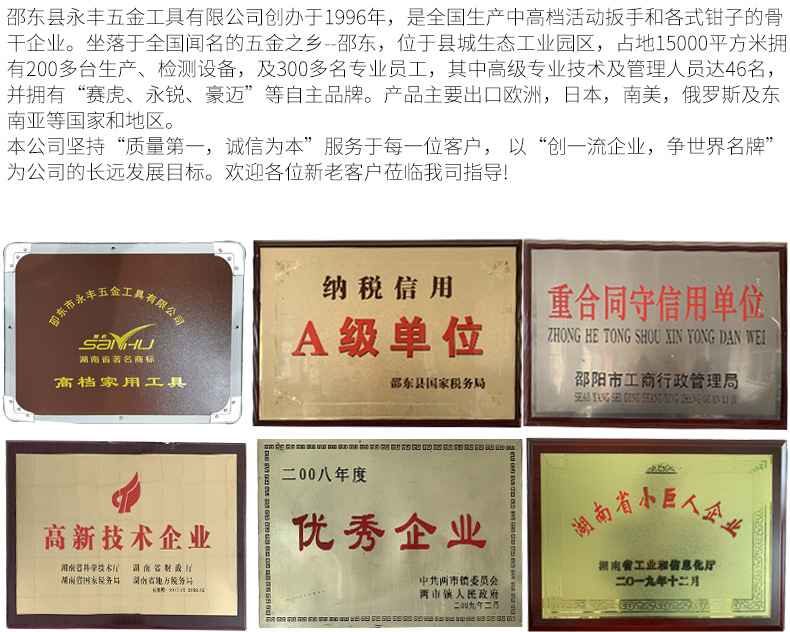 邵东县永丰五金工具有限公司创办于1996年，是全国生产中高档活动扳手和各式钳子的骨
干企业。坐落于全国闻名的五金之乡--邵东，位于县城生态工业园区，占地15000平方米拥
有200多台生产、检测设备，及300多名专业员工，其中高级专业技术及管理人员达46名，
并拥有“赛虎、永锐、豪迈”等自主品牌。产品主要出口欧洲，日本，南美，俄罗斯及东
南亚等国家和地区。
本公司坚持“质量第一，诚信为本”服务于每一位客户， 以“创一流企业，争世界名牌”
为公司的长远发展目标。欢迎各位新老客户莅临我司指导!
邵东市永丰五金工具有限公司
SANHU
湖南省著名商标
高档家用工具
纳税信用
A级单位
邵东县国家税务局
重合同守信用单位
ZHONG HE TONG SHOU XIN YONG DAN WEI
邵阳市工商行政管理局
SHAO YANG SHI GONG SHANG XING ZHENG GUAN LI JU
高新技术企业
湖南省科学技术厅 湖南省财政厅
湖南省国家税务局 湖南省地方税务局
二00八年度
优秀企业
中共两市镇委员会
两市镇人民政府
二00九年二月
湖南省小巨人企业
湖南省工业和信息化厅
二〇一九年十二月